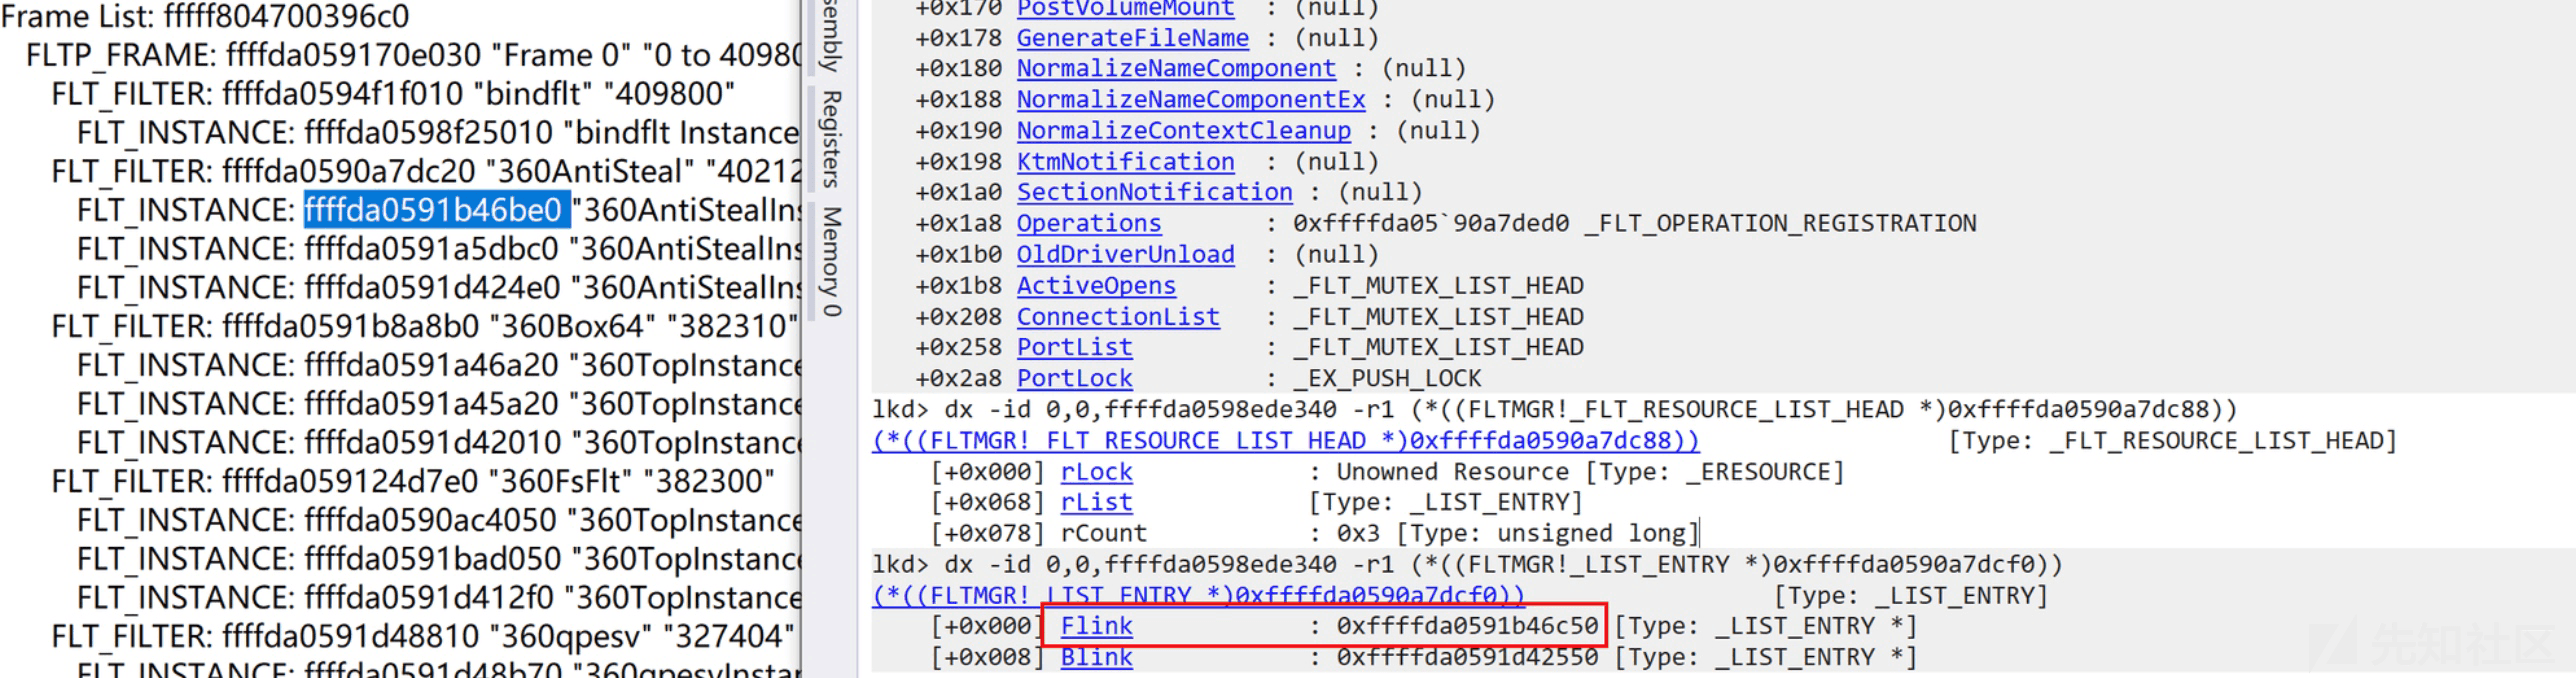 Frame List: fffff804700396c0
FLTP_FRAME: ffffda059170e030 "Frame 0" "0 to 40980
FLT_FILTER: ffffda0594f1f010 "bindflt" "409800"
FLT_INSTANCE: ffffda0598f25010 "bindflt Instance
FLT_FILTER: ffffda0590a7dc20 "360AntiSteal" "40212
FLT_INSTANCE: ffffda0591b46be0 "360AntiStealIns
FLT_INSTANCE: ffffda0591a5dbc0 "360AntiStealIns
FLT_INSTANCE: ffffda0591d424e0 "360AntiStealIns
FLT_FILTER: ffffda0591b8a8b0 "360Box64" "382310"
FLT_INSTANCE: ffffda0591a46a20 "360TopInstance
FLT_INSTANCE: ffffda0591a45a20 "360TopInstance
FLT_INSTANCE: ffffda0591d42010 "360TopInstance
FLT_FILTER: ffffda059124d7e0 "360FsFlt" "382300"
FLT_INSTANCE: ffffda0590ac4050 "360TopInstance
FLT_INSTANCE: ffffda0591bad050 "360TopInstance
FLT_INSTANCE: ffffda0591d412f0 "360TopInstance
FLT_FILTER: ffffda0591d48810 "360qpesv" "327404"
FLT_INSTANCE: ffffda0591d48b70 "360qpesvInstan
sembly
Registers
Memory 0
+0x170 PostVolumeMount : (null)
+0x178 GenerateFileName : (null)
+0x180 NormalizeNameComponent : (null)
+0x188 NormalizeNameComponentEx : (null)
+0x190 NormalizeContextCleanup : (null)
+0x198 KtmNotification : (null)
+0x1a0 SectionNotification : (null)
+0x1a8 Operations : 0xffffda05`90a7ded0 _FLT_OPERATION_REGISTRATION
+0x1b0 OldDriverUnload : (null)
+0x1b8 ActiveOpens : _FLT_MUTEX_LIST_HEAD
+0x208 ConnectionList : _FLT_MUTEX_LIST_HEAD
+0x258 PortList : _FLT_MUTEX_LIST_HEAD
+0x2a8 PortLock : _EX_PUSH_LOCK
lkd> dx -id 0,0,ffffda0598ede340 -r1 (*((FLTMGR!_FLT_RESOURCE_LIST_HEAD *)0xffffda0590a7dc88))
(*((FLTMGR!_FLT_RESOURCE_LIST_HEAD *)0xffffda0590a7dc88)) [Type: _FLT_RESOURCE_LIST_HEAD]
[+0x000] rLock : Unowned Resource [Type: _ERESOURCE]
[+0x068] rList [Type: _LIST_ENTRY]
[+0x078] rCount : 0x3 [Type: unsigned long]
lkd> dx -id 0,0,ffffda0598ede340 -r1 (*((FLTMGR!_LIST_ENTRY *)0xffffda0590a7dcf0))
(*((FLTMGR!_LIST_ENTRY *)0xffffda0590a7dcf0)) [Type: _LIST_ENTRY]
[+0x000] Flink : 0xffffda0591b46c50 [Type: _LIST_ENTRY *]
[+0x008] Blink : 0xffffda0591d42550 [Type: _LIST_ENTRY *]
先知社区